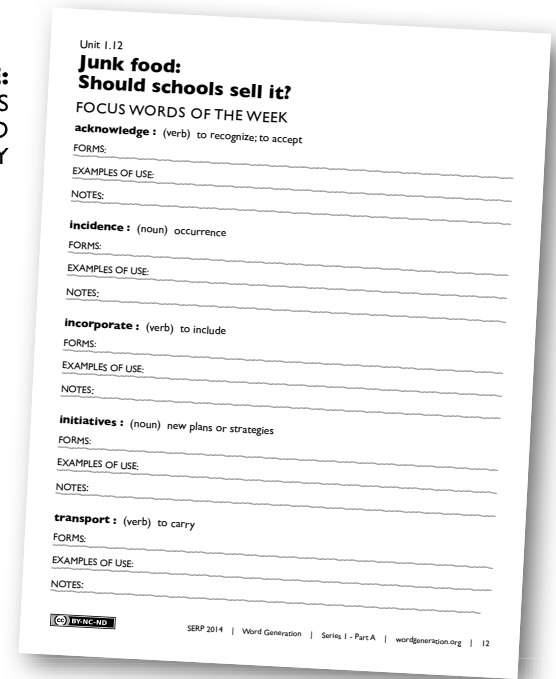 :
S
O
Y
Unit 1.12
Junk food:
Should schools sell it?
FOCUS WORDS OF THE WEEK
acknowledge : (verb) to recognize; to accept
FORMS:
EXAMPLES OF USE:
NOTES:
incidence : (noun) occurrence
FORMS:
EXAMPLES OF USE:
NOTES:
incorporate : (verb) to include
FORMS:
EXAMPLES OF USE:
NOTES:
initiatives : (noun) new plans or strategies
FORMS:
EXAMPLES OF USE:
NOTES:
transport : (verb) to carry
FORMS:
EXAMPLES OF USE:
NOTES:
cc BY-NC-ND
SERP 2014 | Word Generation | Series 1 - Part A | wordgeneration.org | 12